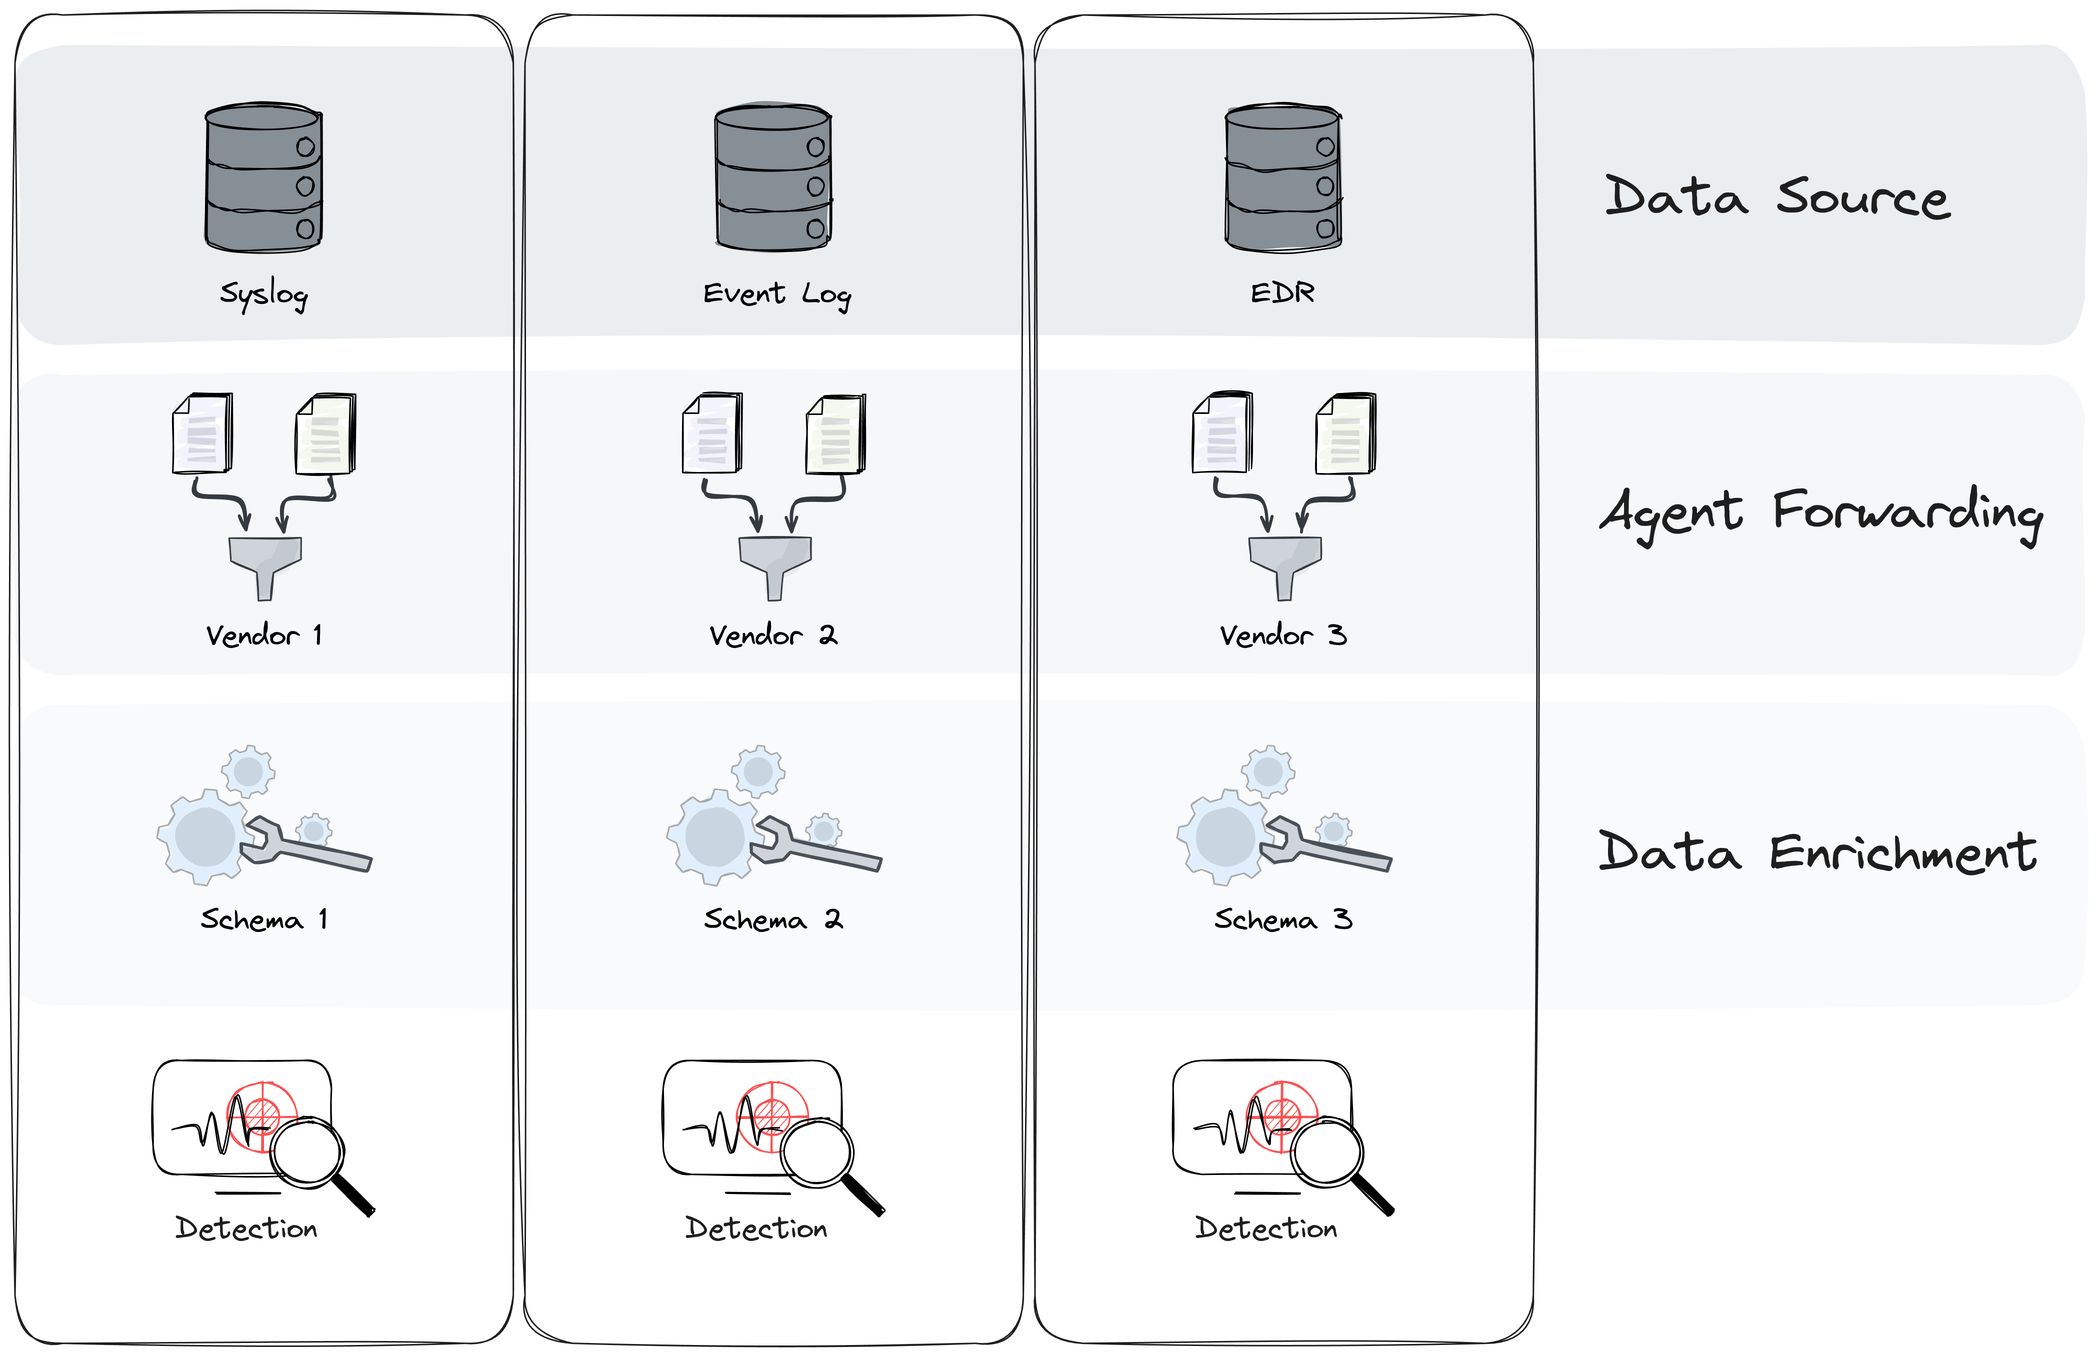 Syslog
Event Log
EDR
Data Source
Vendor 1
Vendor 2
Vendor 3
Agent Forwarding
Schema 1
Schema 2
Schema 3
Data Enrichment
Detection
Detection
Detection